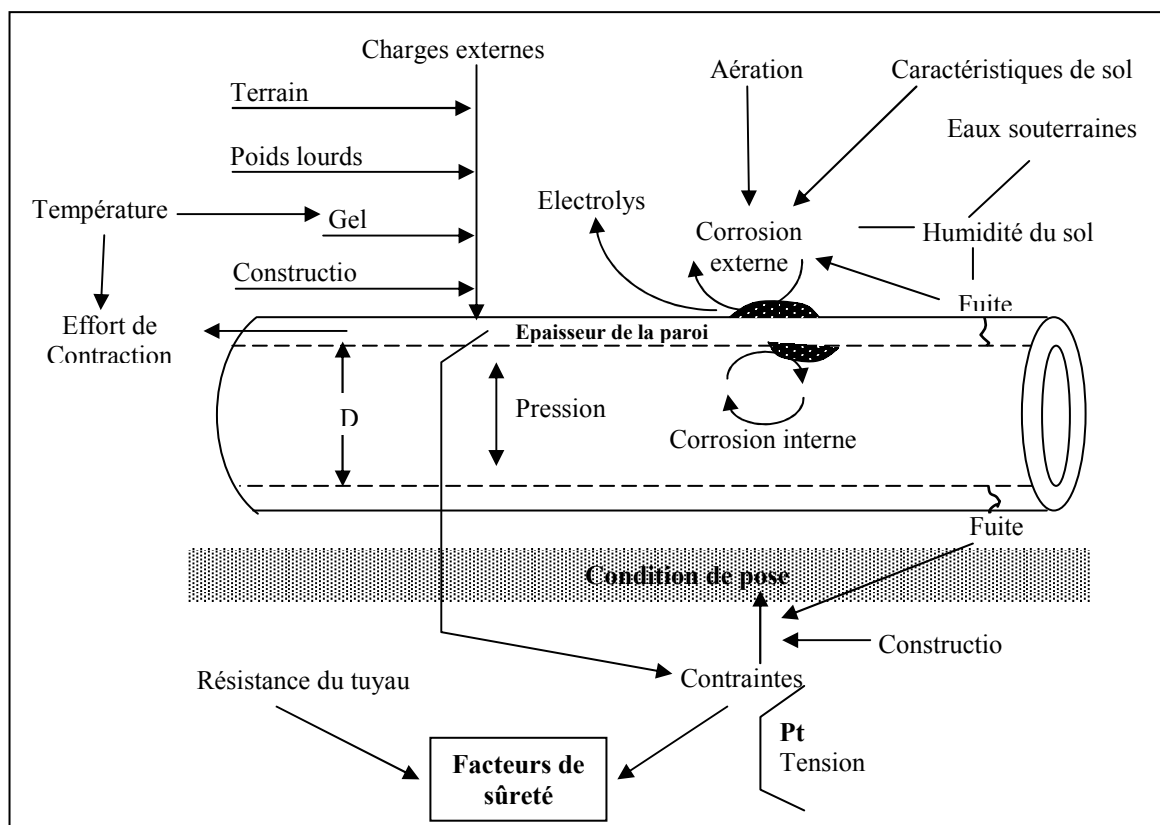 Charges externes
Aération
Caractéristiques de sol
Terrain
Eaux souterraines
Poids lourds
Electrolys
Température
Gel
Corrosion
externe
Humidité du sol
Constructio
Fuite
Effort de
Contraction
Epaisseur de la paroi
D
Pression
Corrosion interne
Fuite
Condition de pose
Constructio
Résistance du tuyau
Contraintes
Pt
Tension
Facteurs de
sûreté